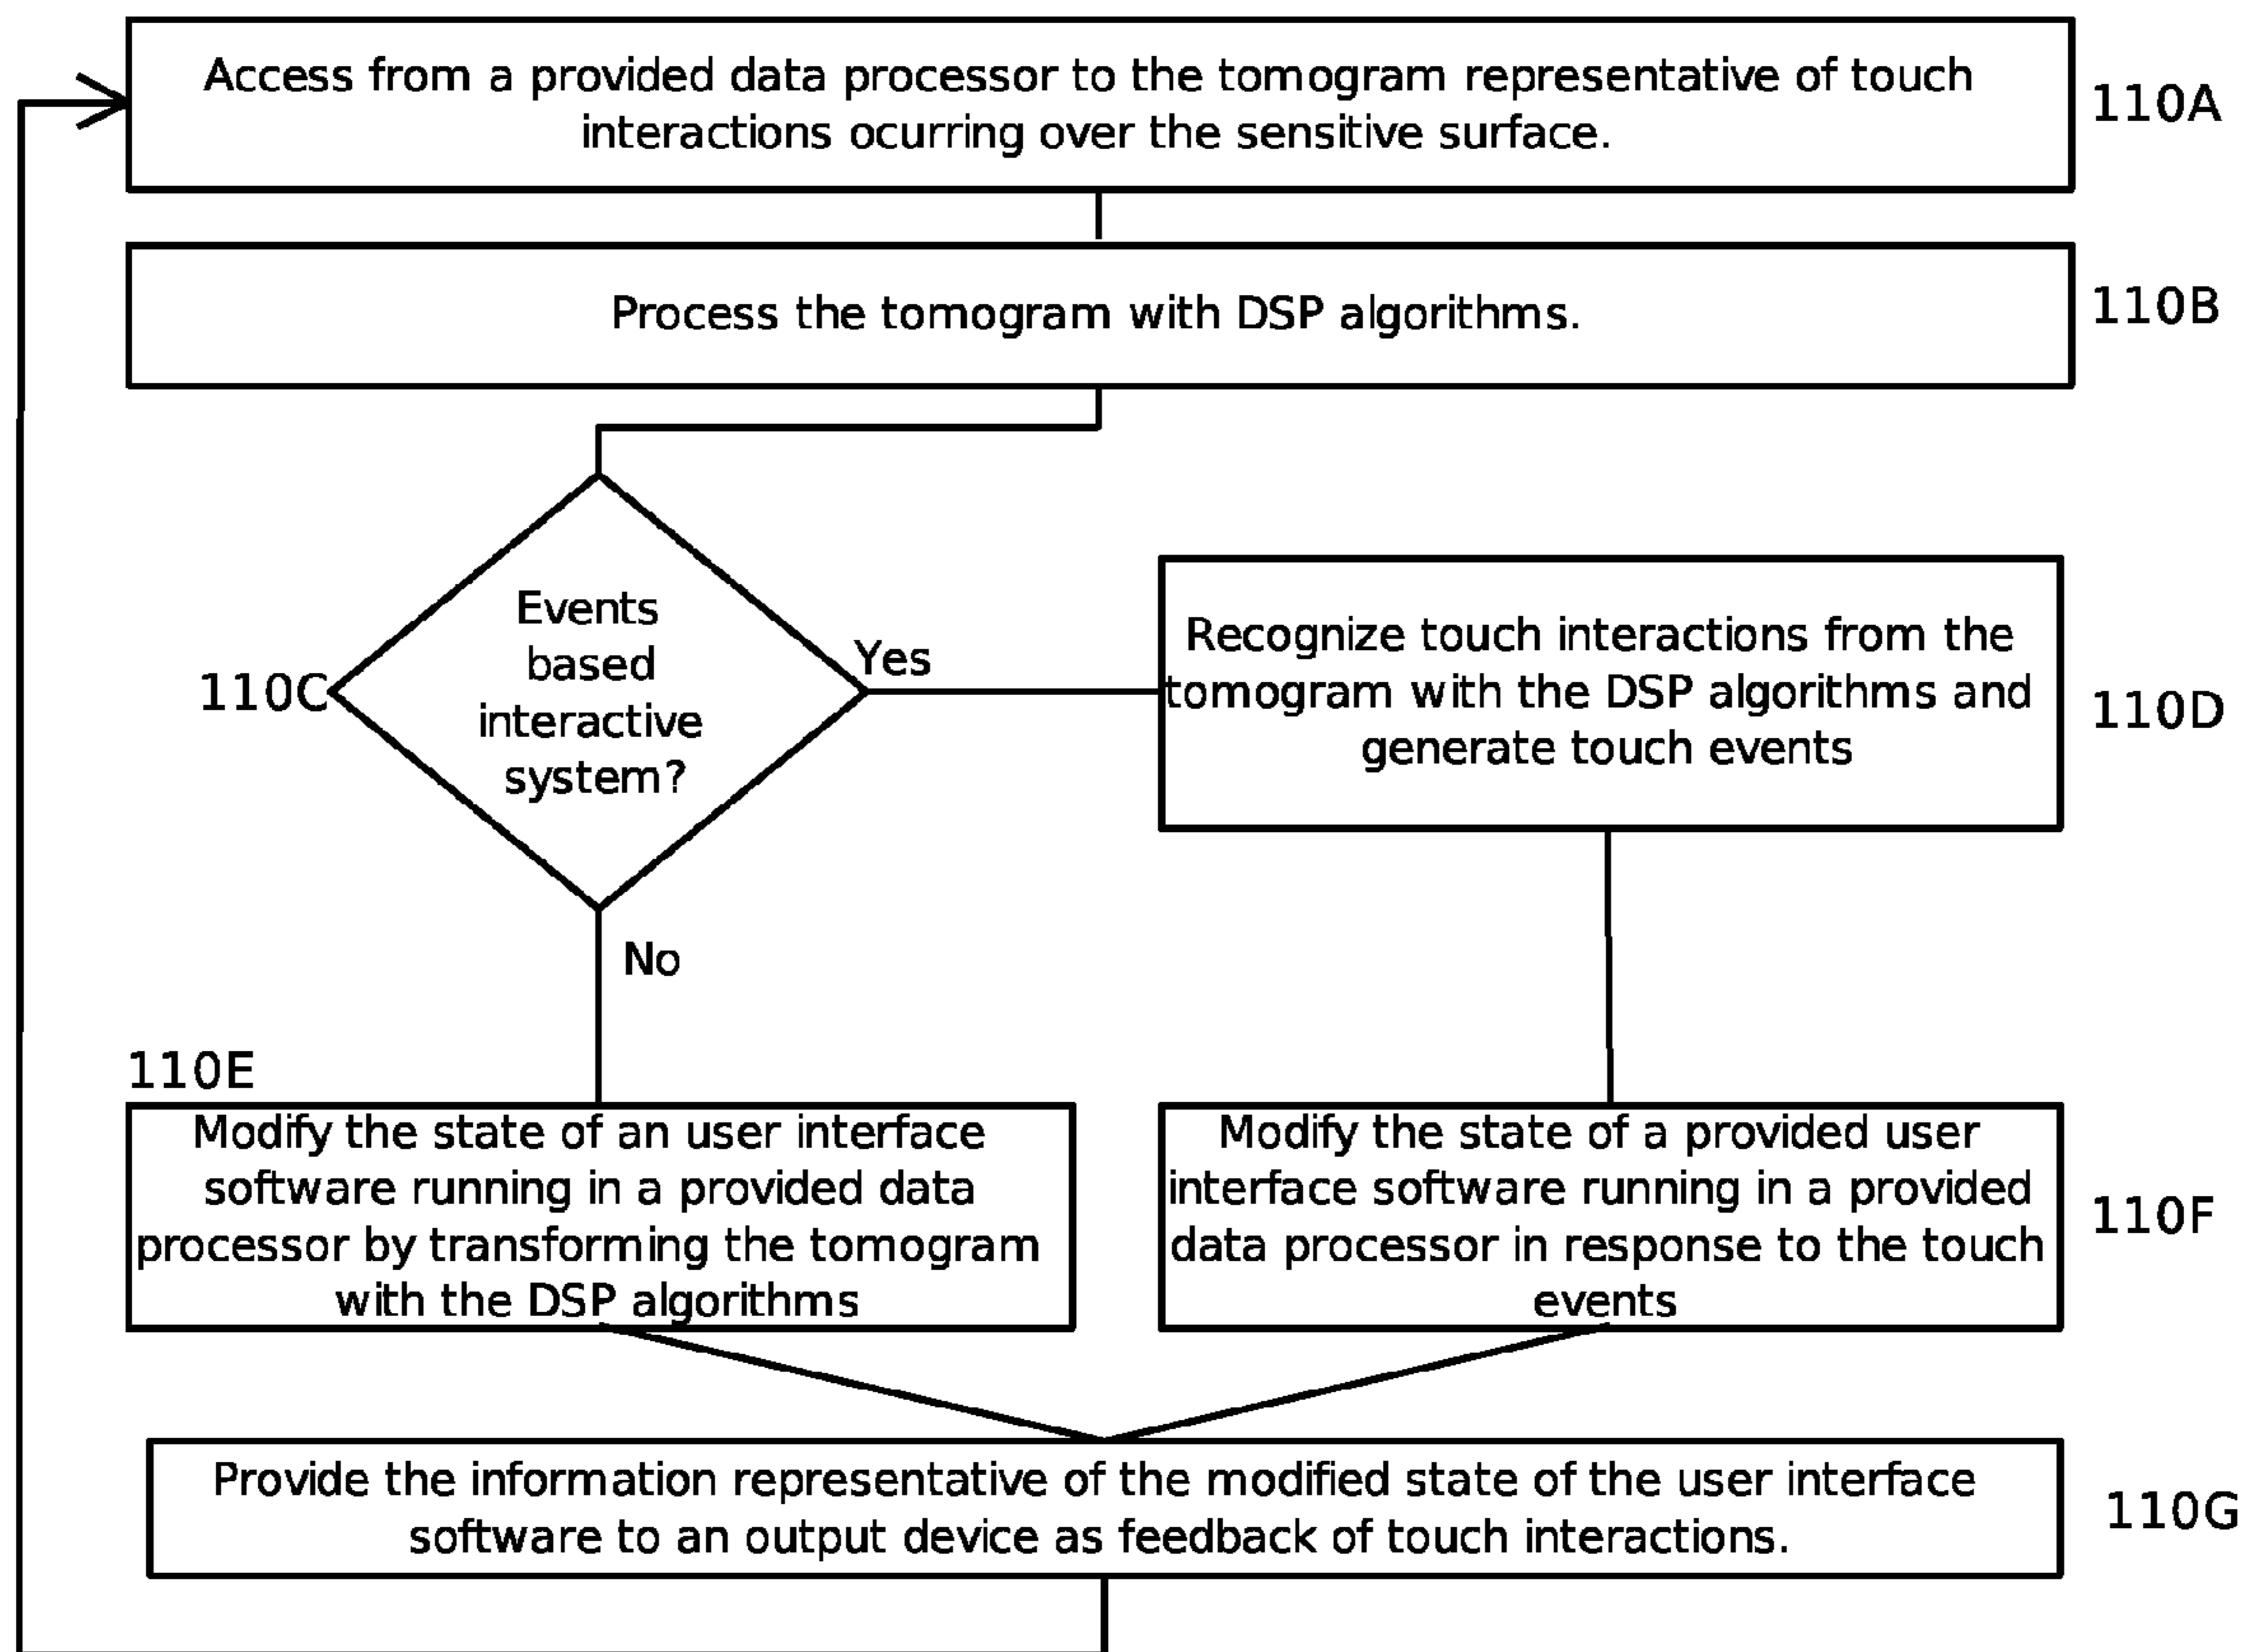 Access from a provided data processor to the tomogram representative of touch
interactions ocurring over the sensitive surface.
110A
Process the tomogram with DSP algorithms.
110B
Events
based
interactive
system?
110C
Yes
Recognize touch interactions from the
tomogram with the DSP algorithms and
generate touch events
110D
No
110E
Modify the state of an user interface
software running in a provided data
processor by transforming the tomogram
with the DSP algorithms
Modify the state of a provided user
interface software running in a provided
data processor in response to the touch
events
110F
Provide the information representative of the modified state of the user interface
software to an output device as feedback of touch interactions.
110G